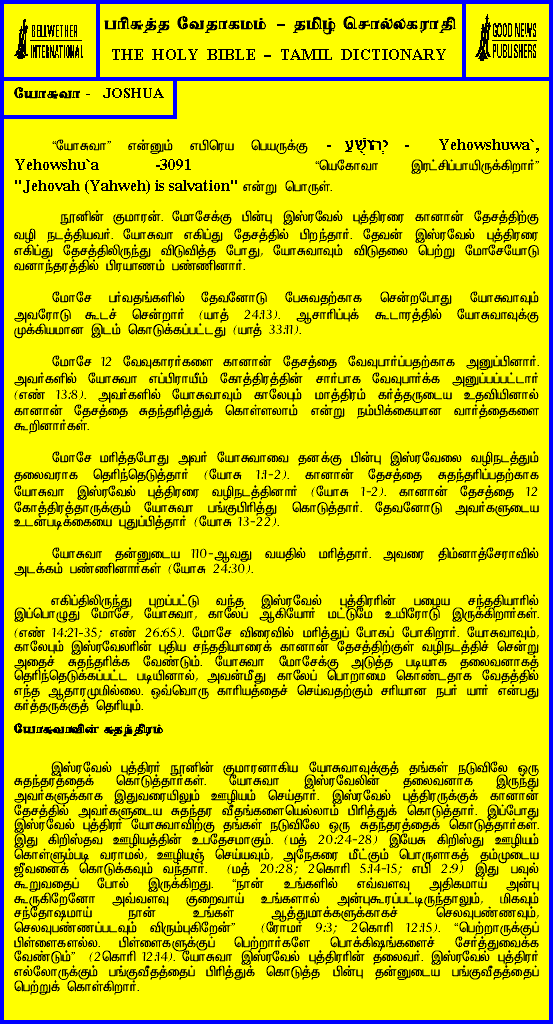 BELLWETHER
INTERNATIONAL
பரிசுத்த வேதாகமம் – தமிழ் சொல்லகராதி
THE HOLY BIBLE – TAMIL DICTIONARY
GOOD NEWS
PUBLISHERS
யோசுவா - JOSHUA
“யோசுவா” என்னும் எபிரெய பெயருக்கு - יְהוֹשֻׁעַ - Yehowshuwa`,
Yehowshu`a -3091 “யெகோவா இரட்சிப்பாயிருக்கிறார்”
"Jehovah (Yahweh) is salvation" என்று பொருள்.
நூனின் குமாரன். மோசேக்கு பின்பு இஸ்ரவேல் புத்திரரை கானான் தேசத்திற்கு
வழி நடத்தியவர். யோசுவா எகிப்து தேசத்தில் பிறந்தார். தேவன் இஸ்ரவேல் புத்திரரை
எகிப்து தேசத்திலிருந்து விடுவித்த போது, யோசுவாவும் விடுதலை பெற்று மோசேயோடு
வனாந்தரத்தில் பிரயாணம் பண்ணினார்.
மோசே பர்வதங்களில் தேவனோடு பேசுவதற்காக சென்றபோது யோசுவாவும்
அவரோடு கூடச் சென்றார் (யாத் 24:13). ஆசாரிப்புக் கூடாரத்தில் யோசுவாவுக்கு
முக்கியமான இடம் கொடுக்கப்பட்டது (யாத் 33:11).
மோசே 12 வேவுகாரர்களை கானான் தேசத்தை வேவுபார்ப்பதற்காக அனுப்பினார்.
அவர்களில் யோசுவா எப்பிராயீம் கோத்திரத்தின் சார்பாக வேவுபார்க்க அனுப்பப்பட்டார்
(எண் 13:8). அவர்களில் யோசுவாவும் காலேபும் மாத்திரம் கர்த்தருடைய உதவியினால்
கானான் தேசத்தை சுதந்தரித்துக் கொள்ளலாம் என்று நம்பிக்கையான வார்த்தைகளை
கூறினார்கள்.
மோசே மரித்தபோது அவர் யோசுவாவை தனக்கு பின்பு இஸ்ரவேலை வழிநடத்தும்
தலைவராக தெரிந்தெடுத்தார் (யோசு 1:1-2). கானான் தேசத்தை சுதந்தரிப்பதற்காக
யோசுவா இஸ்ரவேல் புத்திரரை வழிநடத்தினார் (யோசு 1-2). கானான் தேசத்தை 12
கோத்திரத்தாருக்கும் யோசுவா பங்குபிரித்து கொடுத்தார். தேவனோடு அவர்களுடைய
உடன்படிக்கையை புதுப்பித்தார் (யோசு 13-22).
யோசுவா தன்னுடைய 110-ஆவது வயதில் மரித்தார். அவரை திம்னாத்சேராவில்
அடக்கம் பண்ணினார்கள் (யோசு 24:30).
எகிப்திலிருந்து புறப்பட்டு வந்த இஸ்ரவேல் புத்திரரின் பழைய சந்ததியாரில்
இப்பொழுது மோசே, யோசுவா, காலேப் ஆகியோர் மட்டுமே உயிரோடு இருக்கிறார்கள்.
(எண் 14:21-35; எண் 26:65). மோசே விரைவில் மரித்துப் போகப் போகிறார். யோசுவாவும்,
காலேபும் இஸ்ரவேலரின் புதிய சந்ததியாரைக் கானான் தேசத்திற்குள் வழிநடத்திச் சென்று
அதைச் சுதந்தரிக்க வேண்டும். யோசுவா மோசேக்கு அடுத்த படியாக தலைவனாகத்
தெரிந்தெடுக்கப்பட்ட படியினால், அவன்மீது காலேப் பொறாமை கொண்டதாக வேதத்தில்
எந்த ஆதாரமுமில்லை. ஒவ்வொரு காரியத்தைச் செய்வதற்கும் சரியான நபர் யார் என்பது
கர்த்தருக்குத் தெரியும்.
யோசுவாவின் சுதந்திரம்
இஸ்ரவேல் புத்திரர் நூனின் குமாரனாகிய யோசுவாவுக்குத் தங்கள் நடுவிலே ஒரு
சுதந்தரத்தைக் கொடுத்தார்கள். யோசுவா இஸ்ரவேலின் தலைவனாக இருந்து
அவர்களுக்காக இதுவரையிலும் ஊழியம் செய்தார். இஸ்ரவேல் புத்திரருக்குக் கானான்
தேசத்தில் அவர்களுடைய சுதந்தர வீதங்களையெல்லாம் பிரித்துக் கொடுத்தார். இப்போது
இஸ்ரவேல் புத்திரர் யோசுவாவிற்கு தங்கள் நடுவிலே ஒரு சுதந்தரத்தைக் கொடுத்தார்கள்.
இது கிறிஸ்தவ ஊழியத்தின் உபதேசமாகும். (மத் 20:24-28) இயேசு கிறிஸ்து ஊழியம்
கொள்ளும்படி வராமல், ஊழியஞ் செய்யவும், அநேகரை மீட்கும் பொருளாகத் தம்முடைய
ஜீவனைக் கொடுக்கவும் வந்தார். (மத் 20:28; 2கொரி 5:14-15; எபி 2:9) இது பவுல்
கூறுவதைப் போல் இருக்கிறது. “நான் உங்களில் எவ்வளவு அதிகமாய் அன்பு
கூருகிறேனோ அவ்வளவு குறைவாய் உங்களால் அன்புகூரப்பட்டிருந்தாலும், மிகவும்
சந்தோஷமாய் நான் உங்கள் ஆத்துமாக்களுக்காகச் செலவுபண்ணவும்,
செலவுபண்ணப்படவும் விரும்புகிறேன்” (ரோமர் 9:3; 2கொரி 12:15). “பெற்றாருக்குப்
பிள்ளைகளல்ல. பிள்ளைகளுக்குப் பெற்றார்களே பொக்கிஷங்களைச் சேர்த்துவைக்க
வேண்டும்” (2கொரி 12:14). யோசுவா இஸ்ரவேல் புத்திரரின் தலைவர். இஸ்ரவேல் புத்திரர்
எல்லோருக்கும் பங்குவீதத்தைப் பிரித்துக் கொடுத்த பின்பு தன்னுடைய பங்குவீதத்தைப்
பெற்றுக் கொள்கிறார்.